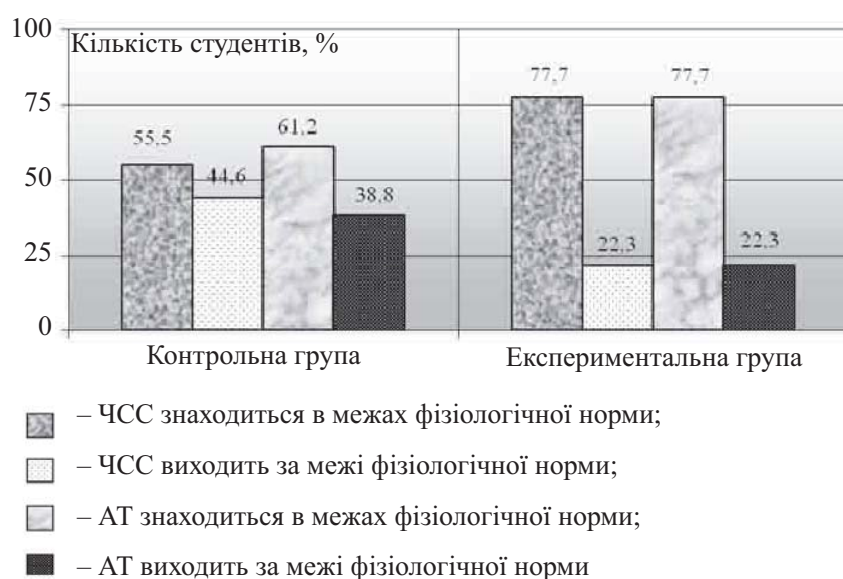 100
Кількість студентів, %
77,7
77,7
75
61,2
55,5
50
44,6
38,8
25
22,3
22,3
0
Контрольна група
Експериментальна група
– ЧСС знаходиться в межах фізіологічної норми;
– ЧСС виходить за межі фізіологічної норми;
– АТ знаходиться в межах фізіологічної норми;
– АТ виходить за межі фізіологічної норми